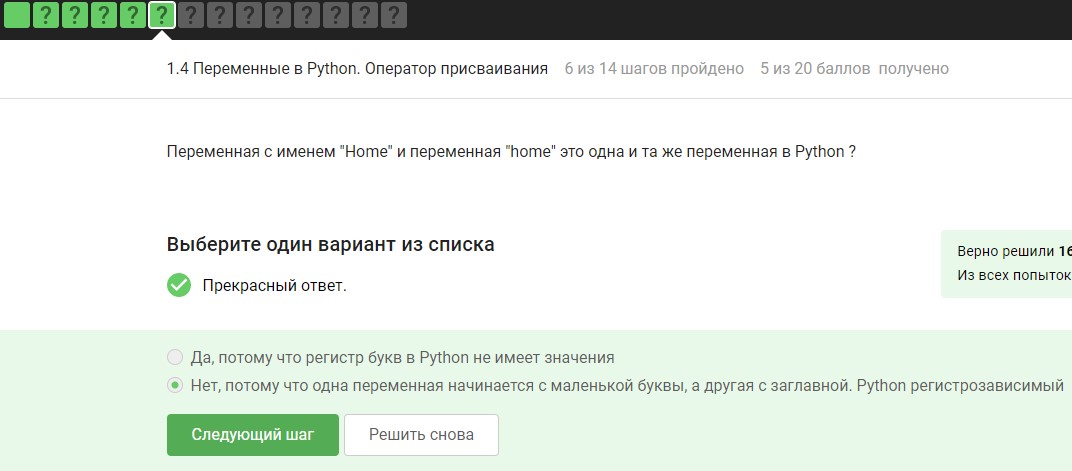 ? ? ? ? ? ? ? ? ? ? ? ? ?
1.4 Переменные в Python. Оператор присваивания 6 из 14 шагов пройдено 5 из 20 баллов получено
Переменная с именем "Home" и переменная "home" это одна и та же переменная в Python ?
Выберите один вариант из списка
Прекрасный ответ.
Верно решили 16
Из всех попыток
Да, потому что регистр букв в Python не имеет значения
Нет, потому что одна переменная начинается с маленькой буквы, а другая с заглавной. Python регистрозависимый
Следующий шаг
Решить снова